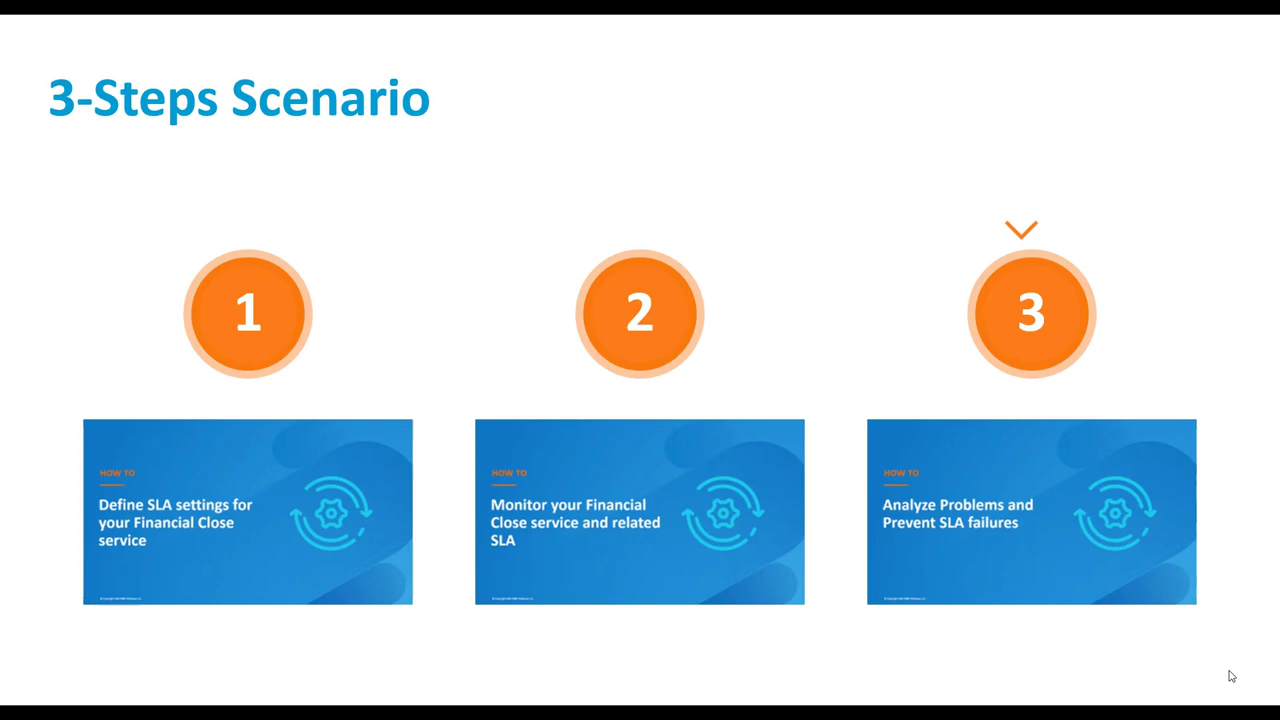 3-Steps Scenario
1
2
3
HOW TO
Define SLA settings for
your Financial Close
service
HOW TO
Monitor your Financial
Close service and related
SLA
HOW TO
Analyze Problems and
Prevent SLA failures